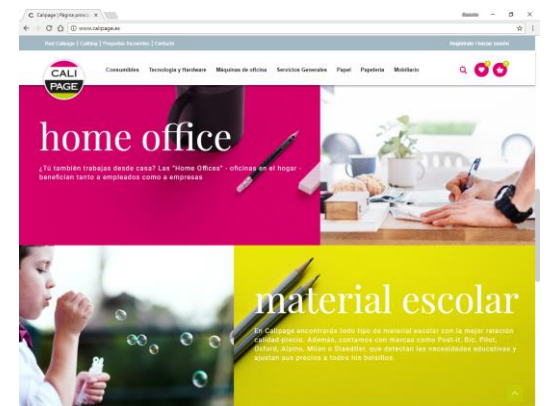 Calipage | Página princi
www.calipage.es
Red Calipage | Caliblog | Preguntas frecuentes | Contacto
Regístrate / Iniciar sesión
CALI
PAGE
Consumibles Tecnología y Hardware Máquinas de oficina Servicios Generales Papel Papelería Mobiliario
home office
¿Tú también trabajas desde casa? Las "Home Offices" - oficinas en el hogar -
benefician tanto a empleados como a empresas
material escolar
En Calipage encontrarás todo tipo de material escolar con la mejor relación
calidad-precio. Además, contamos con marcas como Post-it, Bic, Pilot,
Oxford, Alpino, Milan o Staedtler, que detectan las necesidades educativas y
ajustan sus precios a todos los bolsillos.